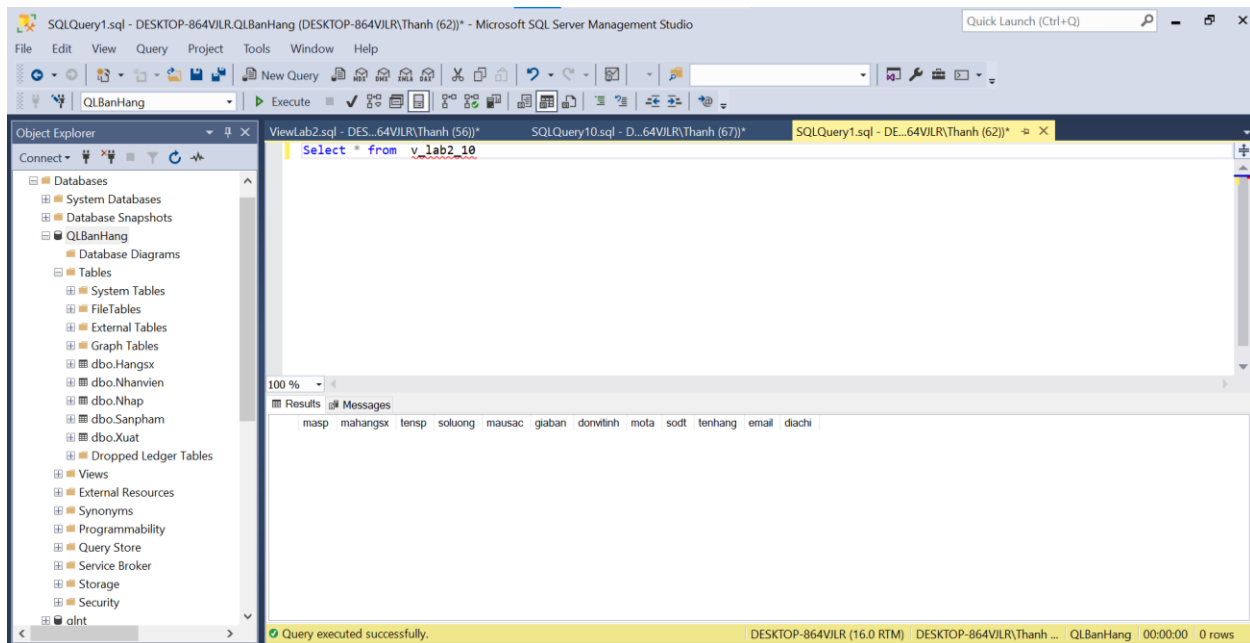 SQLQuery1.sql - DESKTOP-864VJLR.QLBanHang (DESKTOP-864VJLR\Thanh (62))* - Microsoft SQL Server Management Studio
Quick Launch (Ctrl+Q)
File Edit View Query Project Tools Window Help
New Query MDX DMX XMLA DAX
QLBanHang Execute
Object Explorer
ViewLab2.sql - DES...64VJLR\Thanh (56))* SQLQuery10.sql - D...64VJLR\Thanh (67))* SQLQuery1.sql - DE...64VJLR\Thanh (62))*
Connect
Select * from v_lab2_10
Databases
System Databases
Database Snapshots
QLBanHang
Database Diagrams
Tables
System Tables
FileTables
External Tables
Graph Tables
dbo.Hangsx
dbo.Nhanvien
dbo.Nhap
dbo.Sanpham
dbo.Xuat
Dropped Ledger Tables
Views
External Resources
Synonyms
Programmability
Query Store
Service Broker
Storage
Security
qlnt
100 %
Results Messages
masp mahangsx tensp soluong mausac giaban donvitinh mota sodt tenhang email diachi
Query executed successfully.
DESKTOP-864VJLR (16.0 RTM) DESKTOP-864VJLR\Thanh ... QLBanHang 00:00:00 0 rows